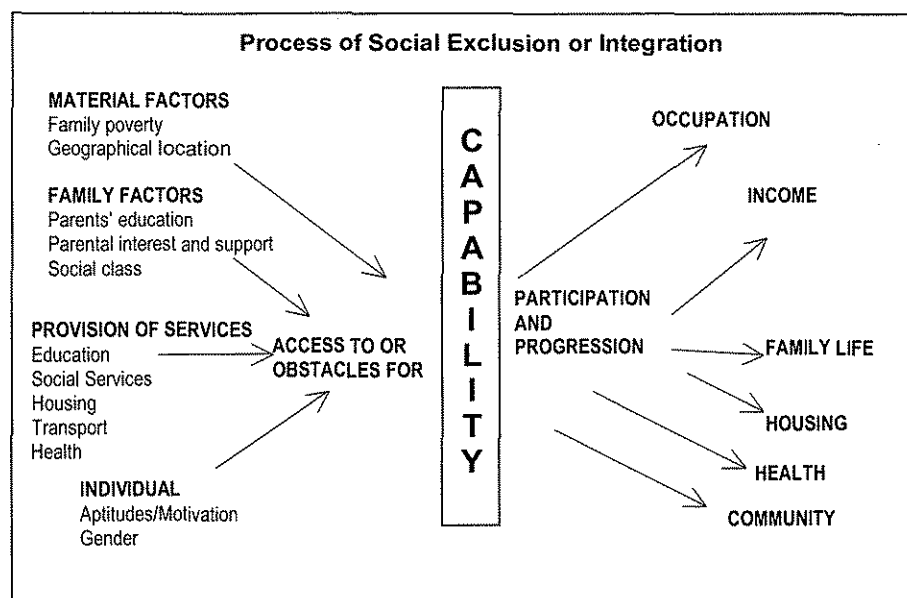 Process of Social Exclusion or Integration
MATERIAL FACTORS
Family poverty
Geographical location
FAMILY FACTORS
Parents' education
Parental interest and support
Social class
PROVISION OF SERVICES
Education
Social Services
Housing
Transport
Health
INDIVIDUAL
Aptitudes/Motivation
Gender
ACCESS TO OR
OBSTACLES FOR
C
A
P
A
B
I
L
I
T
Y
PARTICIPATION
AND
PROGRESSION
OCCUPATION
INCOME
FAMILY LIFE
HOUSING
HEALTH
COMMUNITY